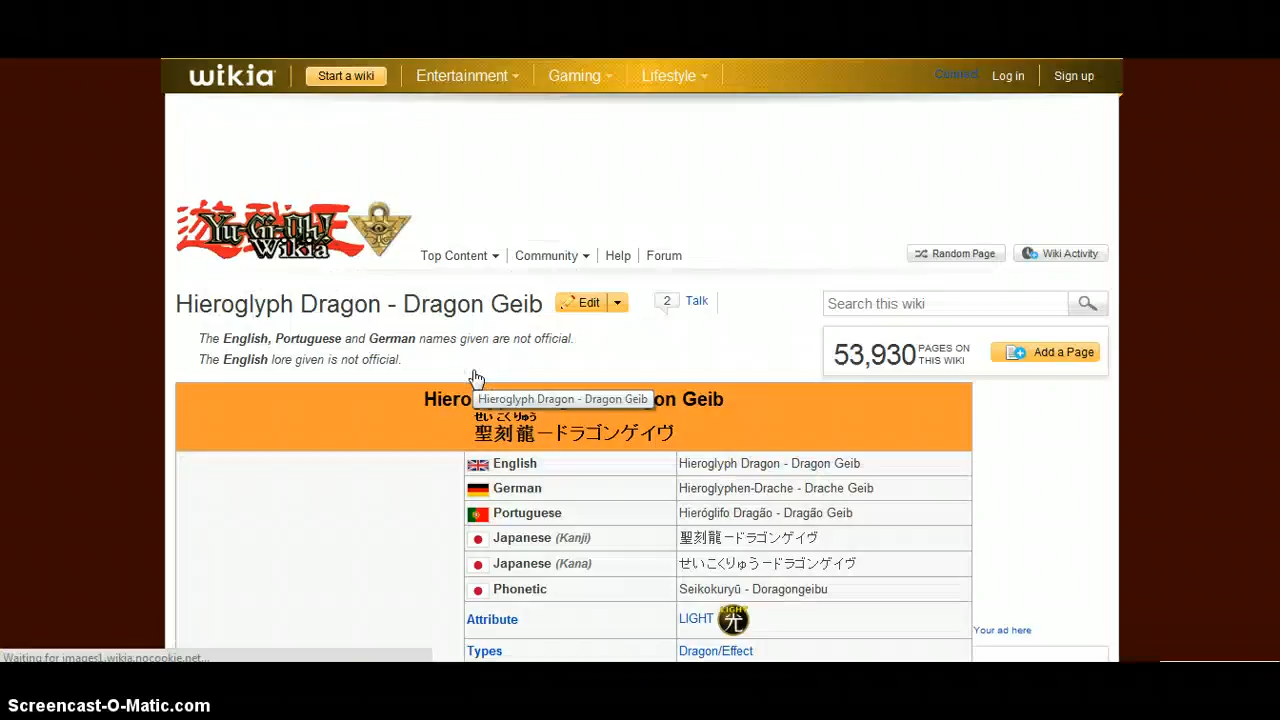 wikia Start a wiki Entertainment Gaming Lifestyle Log in Sign up
遊戯王 Yu-Gi-Oh! Wikia
Top Content Community Help Forum Random Page Wiki Activity
Hieroglyph Dragon - Dragon Geib Edit 2 Talk Search this wiki
The English, Portuguese and German names given are not official.
The English lore given is not official.
53,930 PAGES ON THIS WIKI Add a Page
Hiero on Geib
Hieroglyph Dragon - Dragon Geib
せい こくりゅう
聖刻龍－ドラゴンゲイヴ
English Hieroglyph Dragon - Dragon Geib
German Hieroglyphen-Drache - Drache Geib
Portuguese Hieróglifo Dragão - Dragão Geib
Japanese (Kanji) 聖刻龍－ドラゴンゲイヴ
Japanese (Kana) せいこくりゅう－ドラゴンゲイヴ
Phonetic Seikokuryū - Doragongeibu
Attribute LIGHT LIGHT 光
Your ad here
Types Dragon/Effect
Waiting for images1.wikia.nocookie.net...
Screencast-O-Matic.com